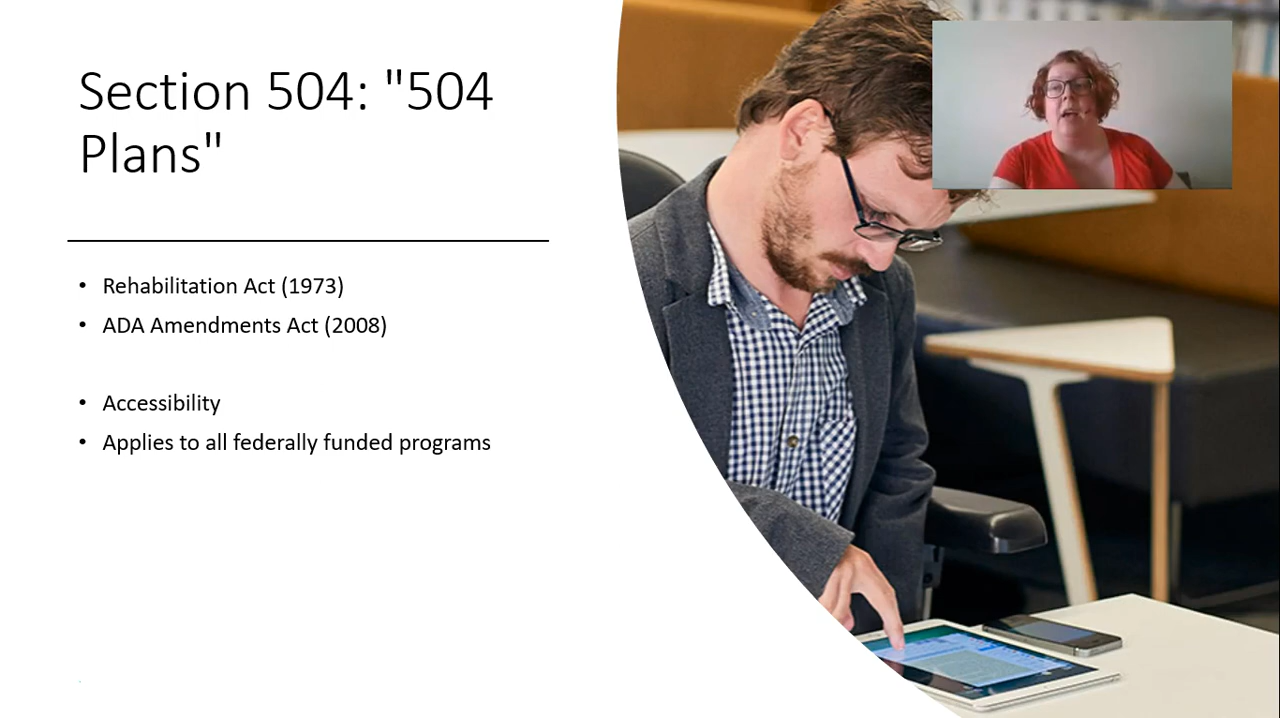 Section 504: "504
Plans"
• Rehabilitation Act (1973)
• ADA Amendments Act (2008)
• Accessibility
• Applies to all federally funded programs